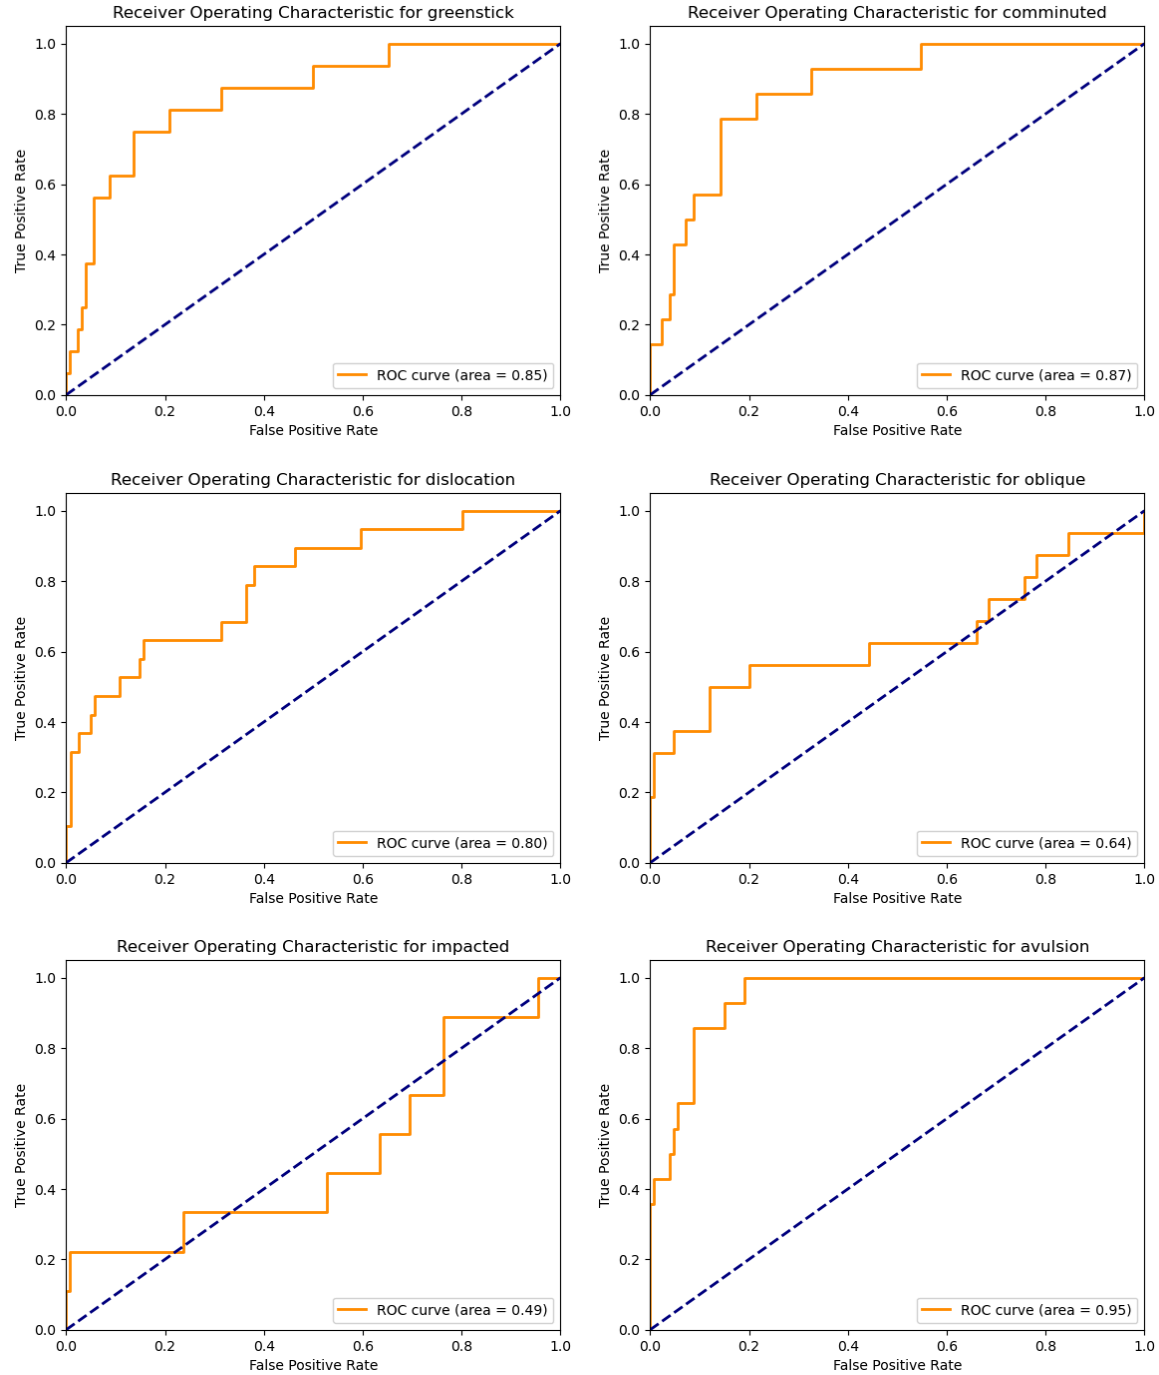 Receiver Operating Characteristic for greenstick
1.0
0.8
0.6
0.4
0.2
0.0
True Positive Rate
ROC curve (area = 0.85)
0.0 0.2 0.4 0.6 0.8 1.0
False Positive Rate
Receiver Operating Characteristic for comminuted
1.0
0.8
0.6
0.4
0.2
0.0
True Positive Rate
ROC curve (area = 0.87)
0.0 0.2 0.4 0.6 0.8 1.0
False Positive Rate
Receiver Operating Characteristic for dislocation
1.0
0.8
0.6
0.4
0.2
0.0
True Positive Rate
ROC curve (area = 0.80)
0.0 0.2 0.4 0.6 0.8 1.0
False Positive Rate
Receiver Operating Characteristic for oblique
1.0
0.8
0.6
0.4
0.2
0.0
True Positive Rate
ROC curve (area = 0.64)
0.0 0.2 0.4 0.6 0.8 1.0
False Positive Rate
Receiver Operating Characteristic for impacted
1.0
0.8
0.6
0.4
0.2
0.0
True Positive Rate
ROC curve (area = 0.49)
0.0 0.2 0.4 0.6 0.8 1.0
False Positive Rate
Receiver Operating Characteristic for avulsion
1.0
0.8
0.6
0.4
0.2
0.0
True Positive Rate
ROC curve (area = 0.95)
0.0 0.2 0.4 0.6 0.8 1.0
False Positive Rate